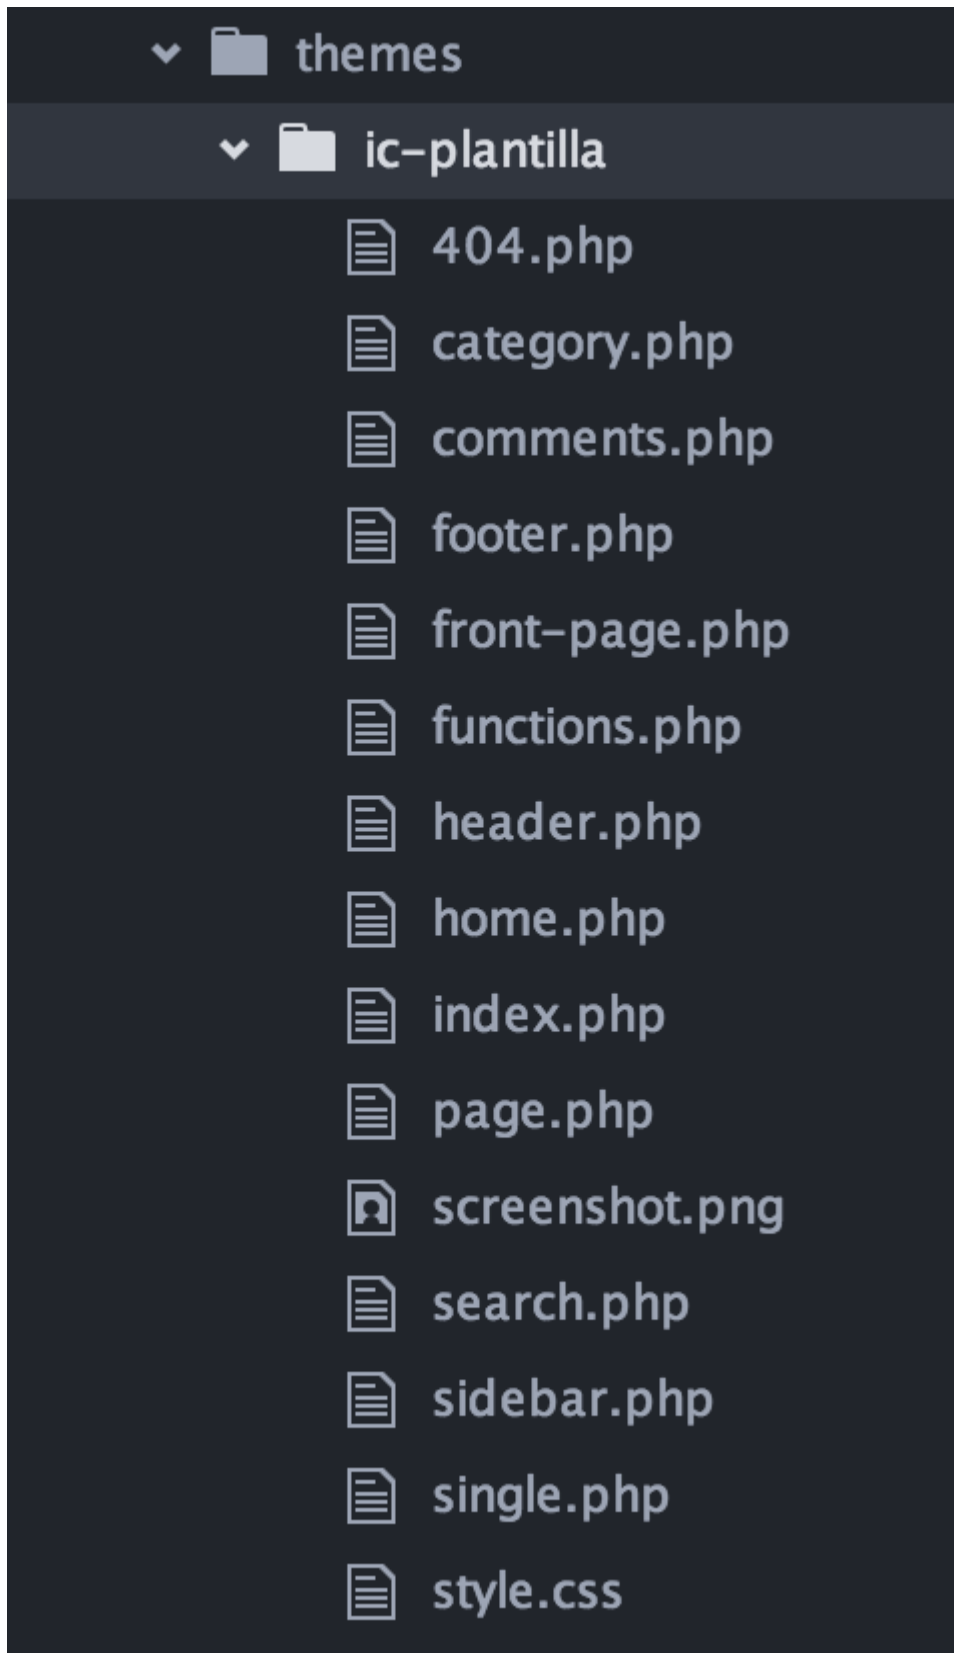 themes
ic-plantilla
404.php
category.php
comments.php
footer.php
front-page.php
functions.php
header.php
home.php
index.php
page.php
screenshot.png
search.php
sidebar.php
single.php
style.css